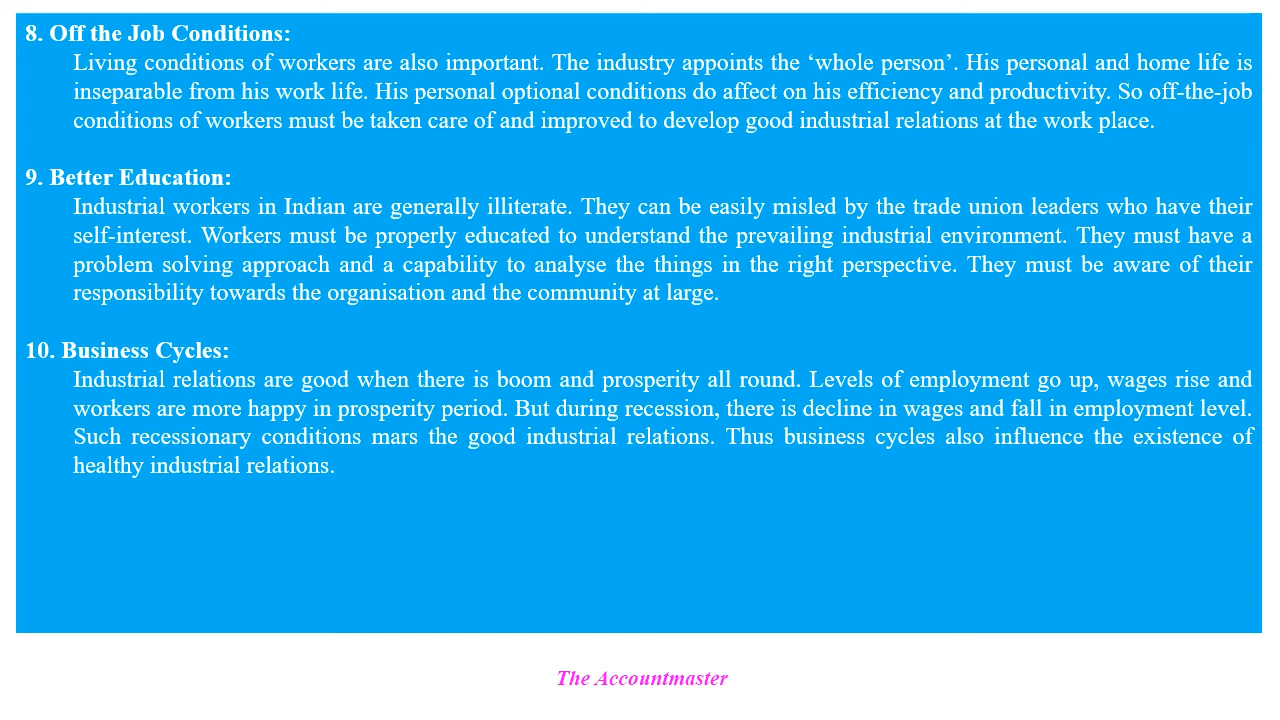 8. Off the Job Conditions:
Living conditions of workers are also important. The industry appoints the ‘whole person’. His personal and home life is
inseparable from his work life. His personal optional conditions do affect on his efficiency and productivity. So off-the-job
conditions of workers must be taken care of and improved to develop good industrial relations at the work place.
9. Better Education:
Industrial workers in Indian are generally illiterate. They can be easily misled by the trade union leaders who have their
self-interest. Workers must be properly educated to understand the prevailing industrial environment. They must have a
problem solving approach and a capability to analyse the things in the right perspective. They must be aware of their
responsibility towards the organisation and the community at large.
10. Business Cycles:
Industrial relations are good when there is boom and prosperity all round. Levels of employment go up, wages rise and
workers are more happy in prosperity period. But during recession, there is decline in wages and fall in employment level.
Such recessionary conditions mars the good industrial relations. Thus business cycles also influence the existence of
healthy industrial relations.
The Accountmaster